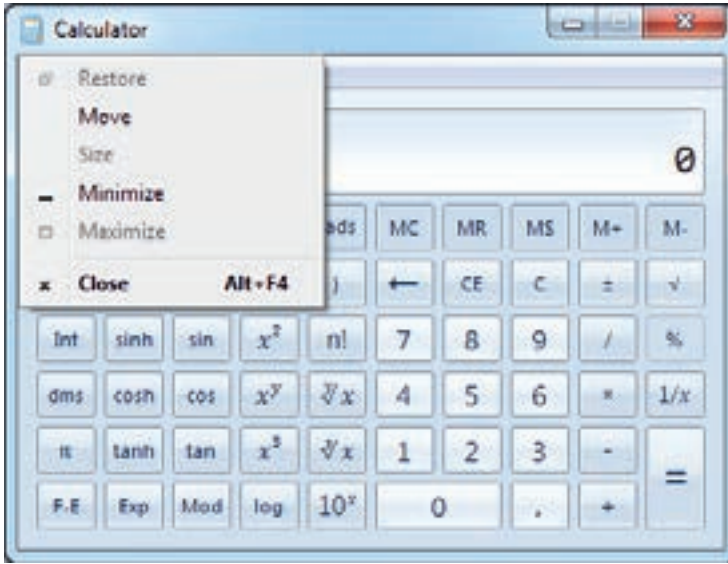 Calculator
Restore
Move
Size
0
Minimize
Maximize
ads MC MR MS M+ M-
Close Alt+F4
) ← CE C ± √
Int sinh sin x² n! 7 8 9 / %
dms cosh cos xʸ ʸ√x 4 5 6 * 1/x
π tanh tan x³ ³√x 1 2 3 - =
F-E Exp Mod log 10ˣ 0 , +